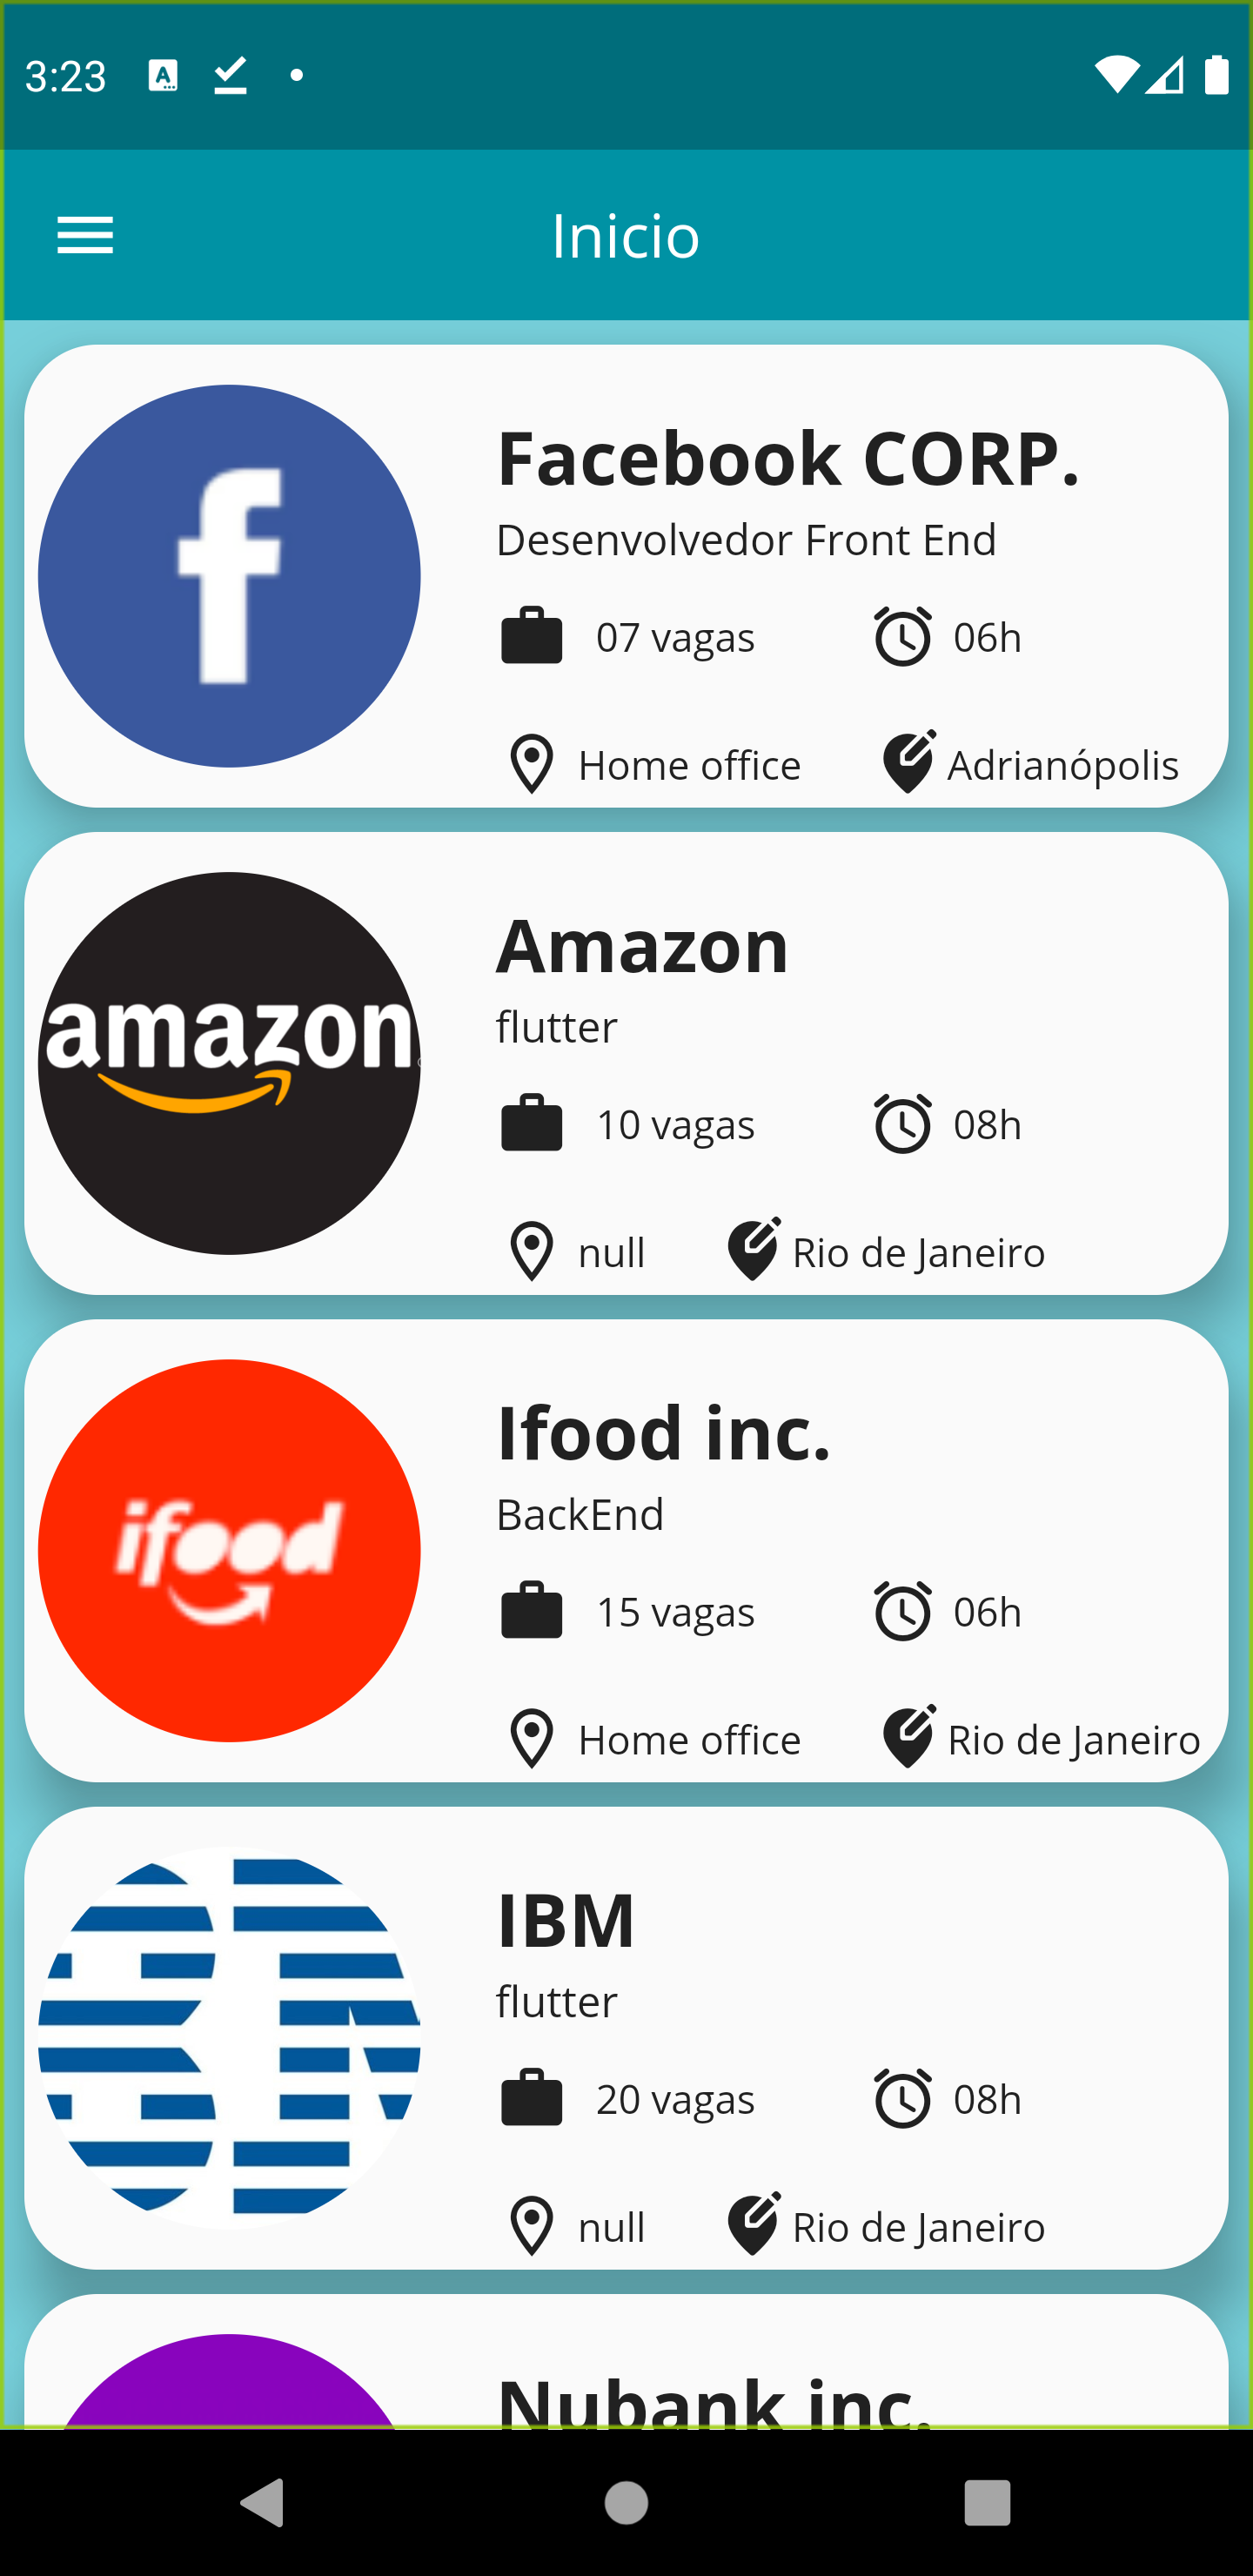 3:23
Inicio
Facebook CORP.
Desenvolvedor Front End
07 vagas 06h
Home office Adrianópolis
amazon
Amazon
flutter
10 vagas 08h
null Rio de Janeiro
ifood
Ifood inc.
BackEnd
15 vagas 06h
Home office Rio de Janeiro
IBM
flutter
20 vagas 08h
null Rio de Janeiro
Nubank inc.